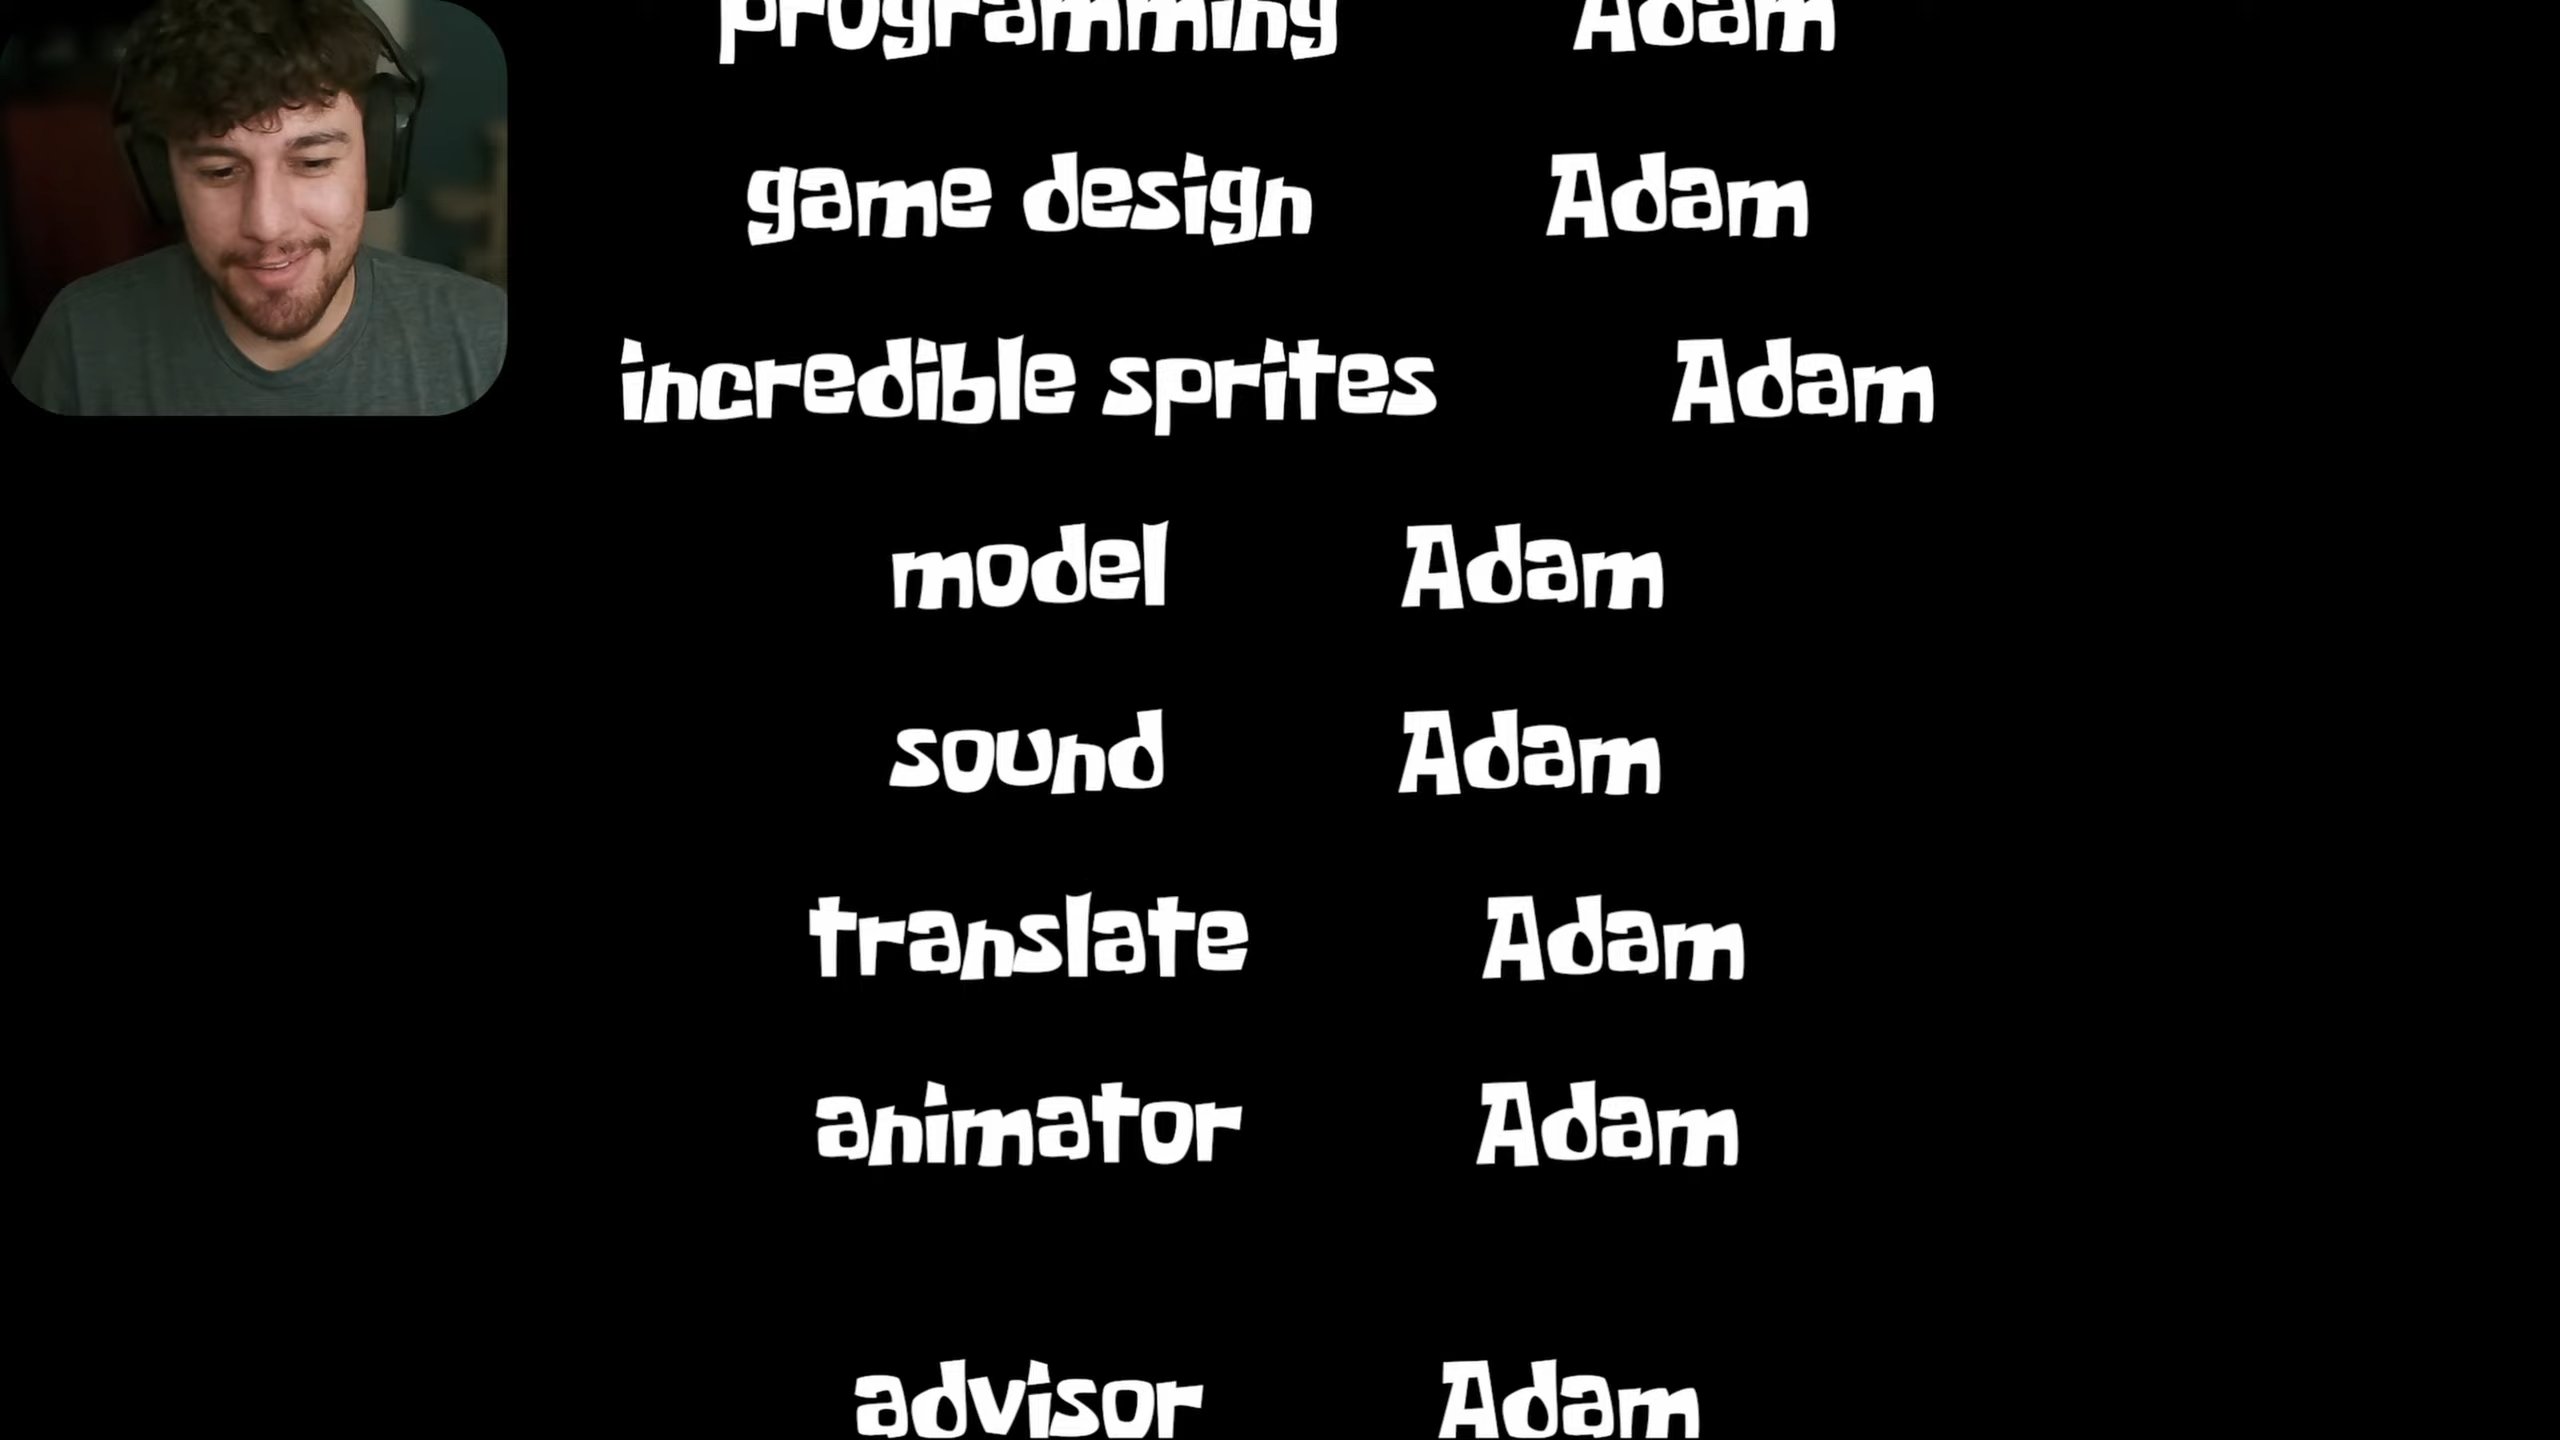 programming Adam
game design Adam
incredible sprites Adam
model Adam
sound Adam
translate Adam
animator Adam
advisor Adam